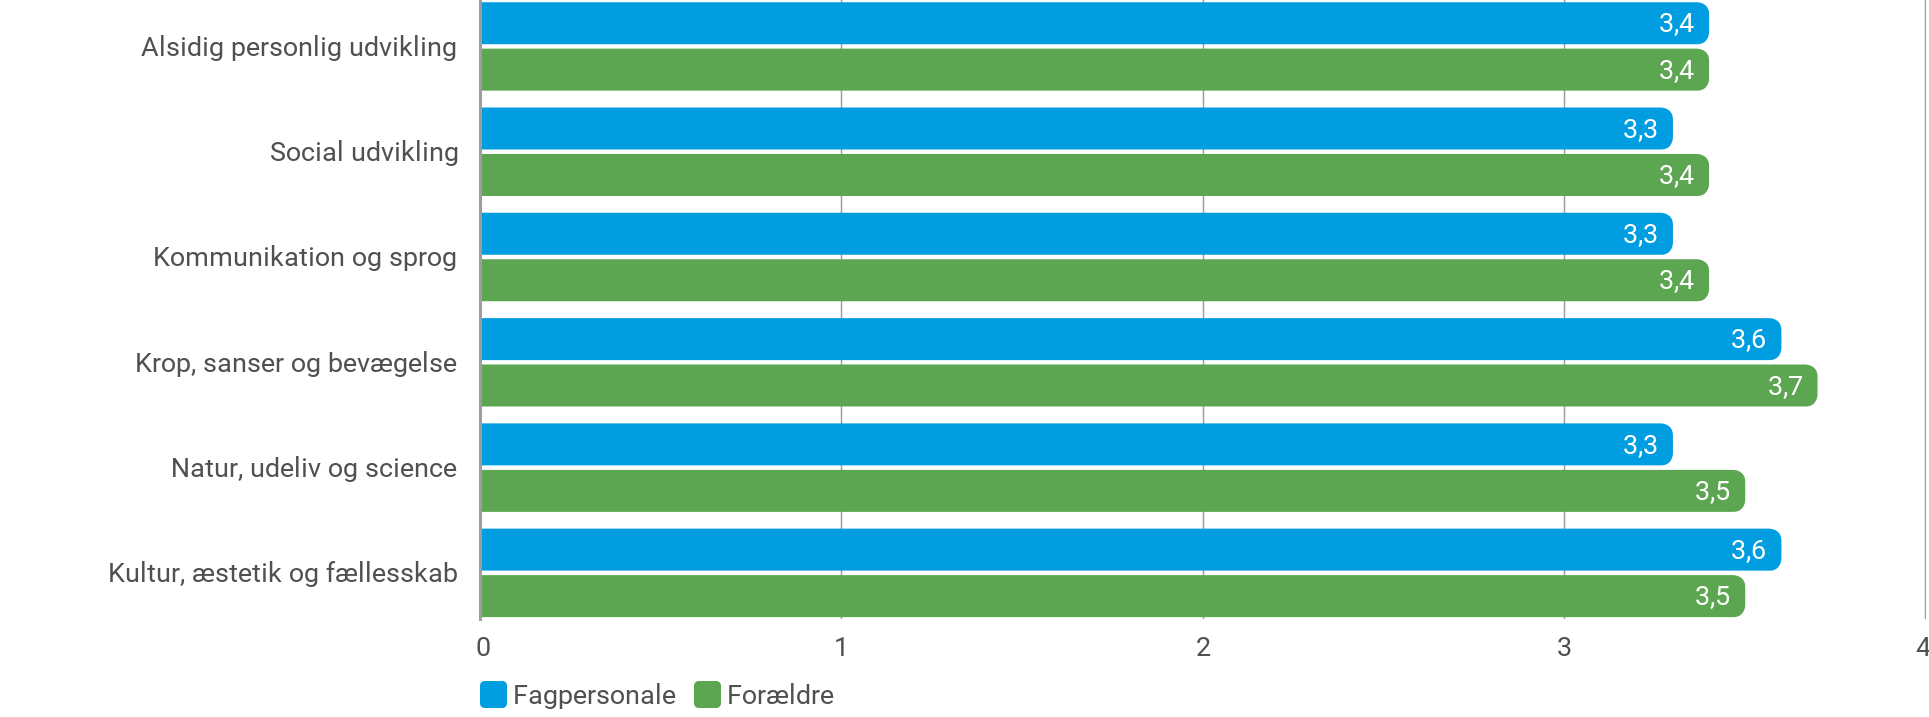 Alsidig personlig udvikling
3,4
3,4
Social udvikling
3,3
3,4
Kommunikation og sprog
3,3
3,4
Krop, sanser og bevægelse
3,6
3,7
Natur, udeliv og science
3,3
3,5
Kultur, æstetik og fællesskab
3,6
3,5
0 1 2 3 4
Fagpersonale Forældre